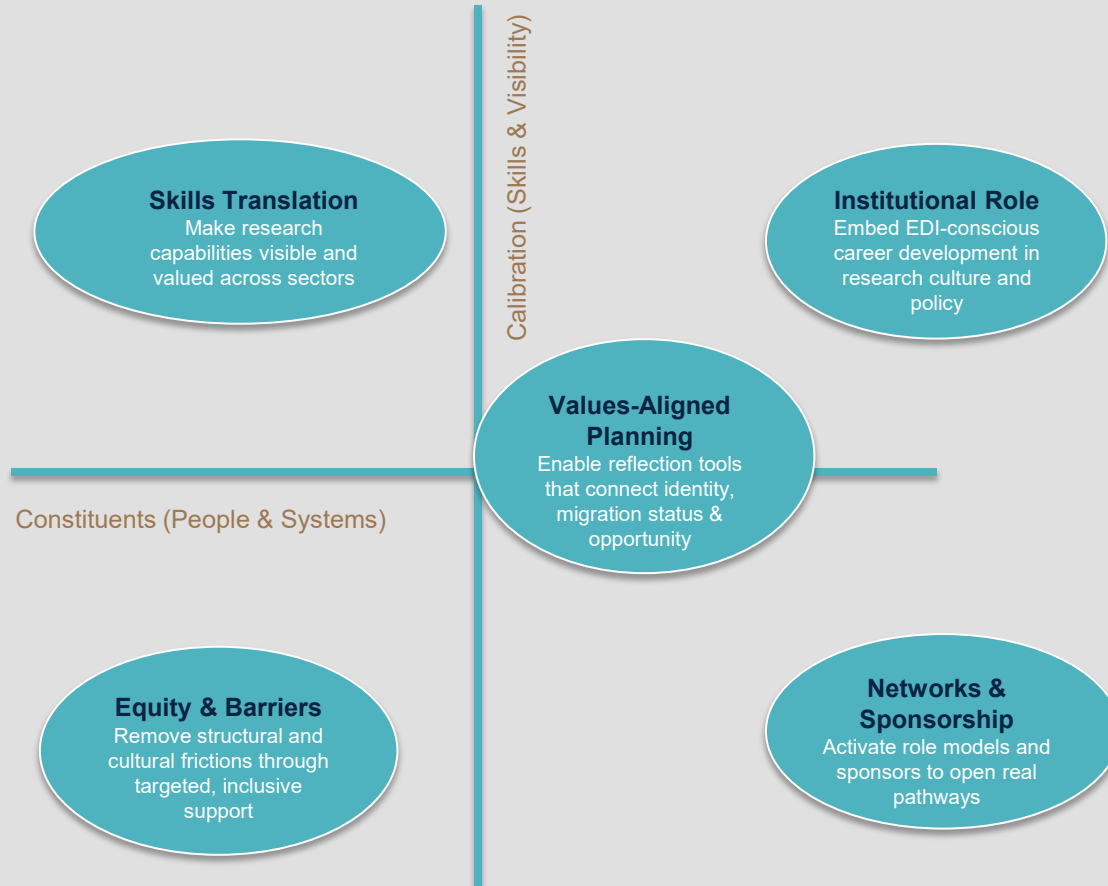 Calibration (Skills & Visibility)
Skills Translation
Make research
capabilities visible and
valued across sectors
Institutional Role
Embed EDI-conscious
career development in
research culture and
policy
Values-Aligned
Planning
Enable reflection tools
that connect identity,
migration status &
opportunity
Constituents (People & Systems)
Equity & Barriers
Remove structural and
cultural frictions through
targeted, inclusive
support
Networks &
Sponsorship
Activate role models and
sponsors to open real
pathways